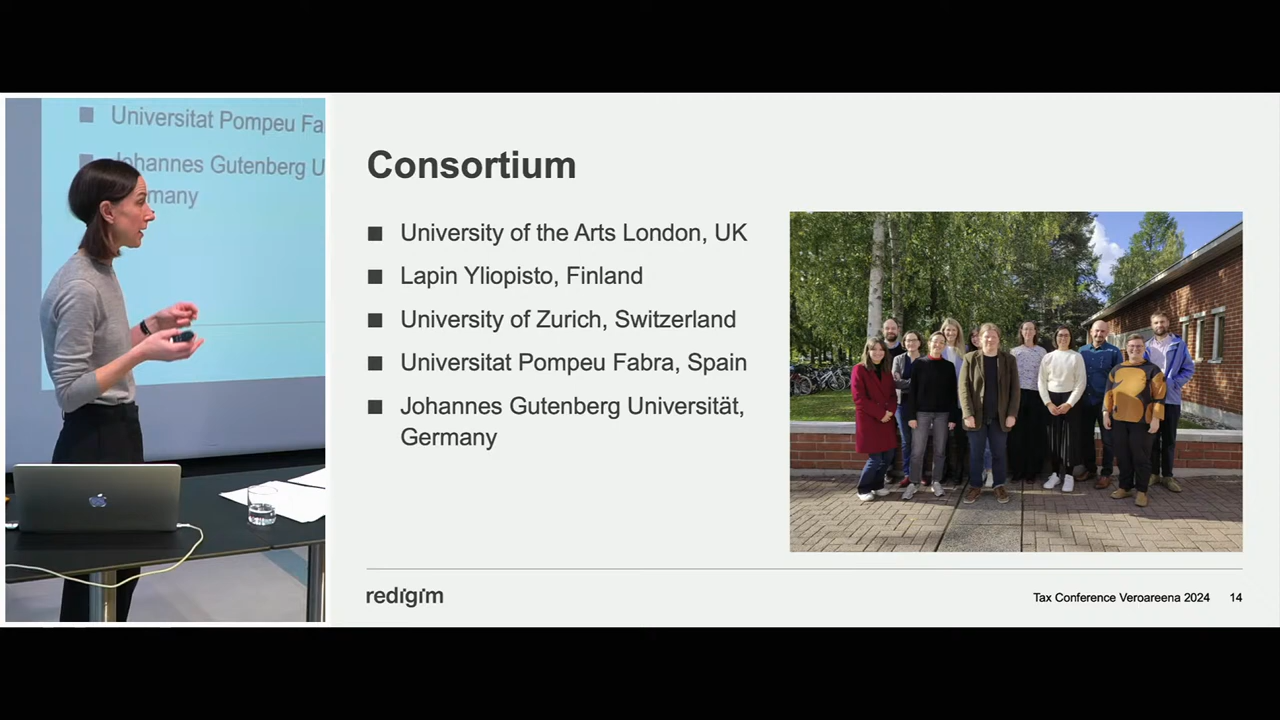 Universitat Pompeu Fa
Johannes Gutenberg U
rmany
Consortium
University of the Arts London, UK
Lapin Yliopisto, Finland
University of Zurich, Switzerland
Universitat Pompeu Fabra, Spain
Johannes Gutenberg Universität,
Germany
redigim
Tax Conference Veroareena 2024 14